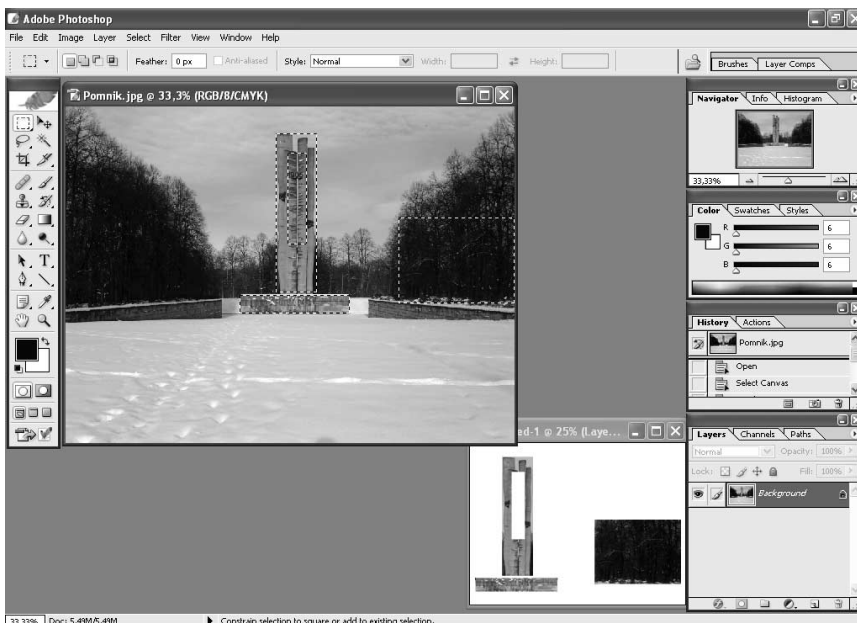 Adobe Photoshop
File Edit Image Layer Select Filter View Window Help
Feather: 0 px Anti-aliased Style: Normal Width: Height: Brushes Layer Comps
Pomnik.jpg @ 33,3% (RGB/8/CMYK)
Navigator Info Histogram
33,33%
Color Swatches Styles
R 6
G 6
B 6
History Actions
Pomnik.jpg
Open
Select Canvas
ed-1 @ 25% (Laye...
Layers Channels Paths
Normal Opacity: 100%
Lock: Fill: 100%
Background
33,33% Doc: 5,49M/5,49M Constrain selection to square or add to existing selection.